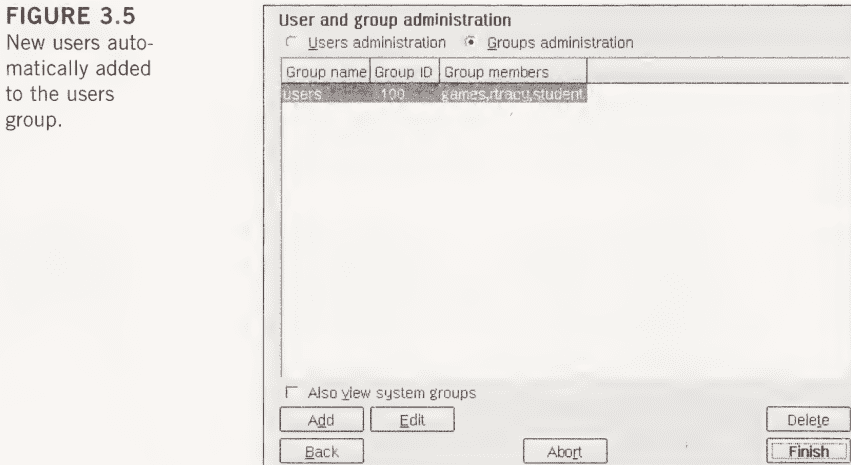 FIGURE 3.5
New users auto-
matically added
to the users
group.
User and group administration
Users administration Groups administration
Group name Group ID Group members
users 100 games,rtracy,student
Also view system groups
Add Edit Delete
Back Abort Finish